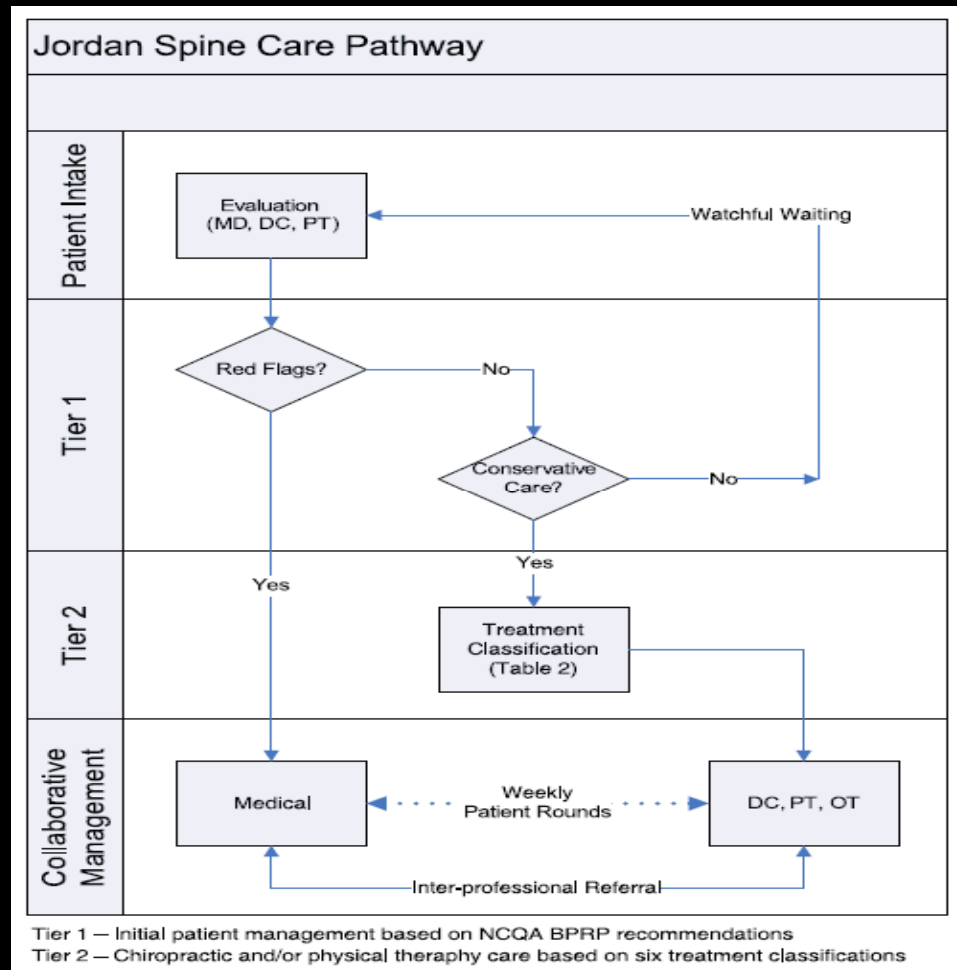 Jordan Spine Care Pathway
Patient Intake
Evaluation
(MD, DC, PT)
Watchful Waiting
Tier 1
Red Flags?
No
Conservative
Care?
No
Tier 2
Yes
Yes
Treatment
Classification
(Table 2)
Collaborative
Management
Medical
Weekly
Patient Rounds
DC, PT, OT
Inter-professional Referral
Tier 1 – Initial patient management based on NCQA BPRP recommendations
Tier 2 – Chiropractic and/or physical theraphy care based on six treatment classifications